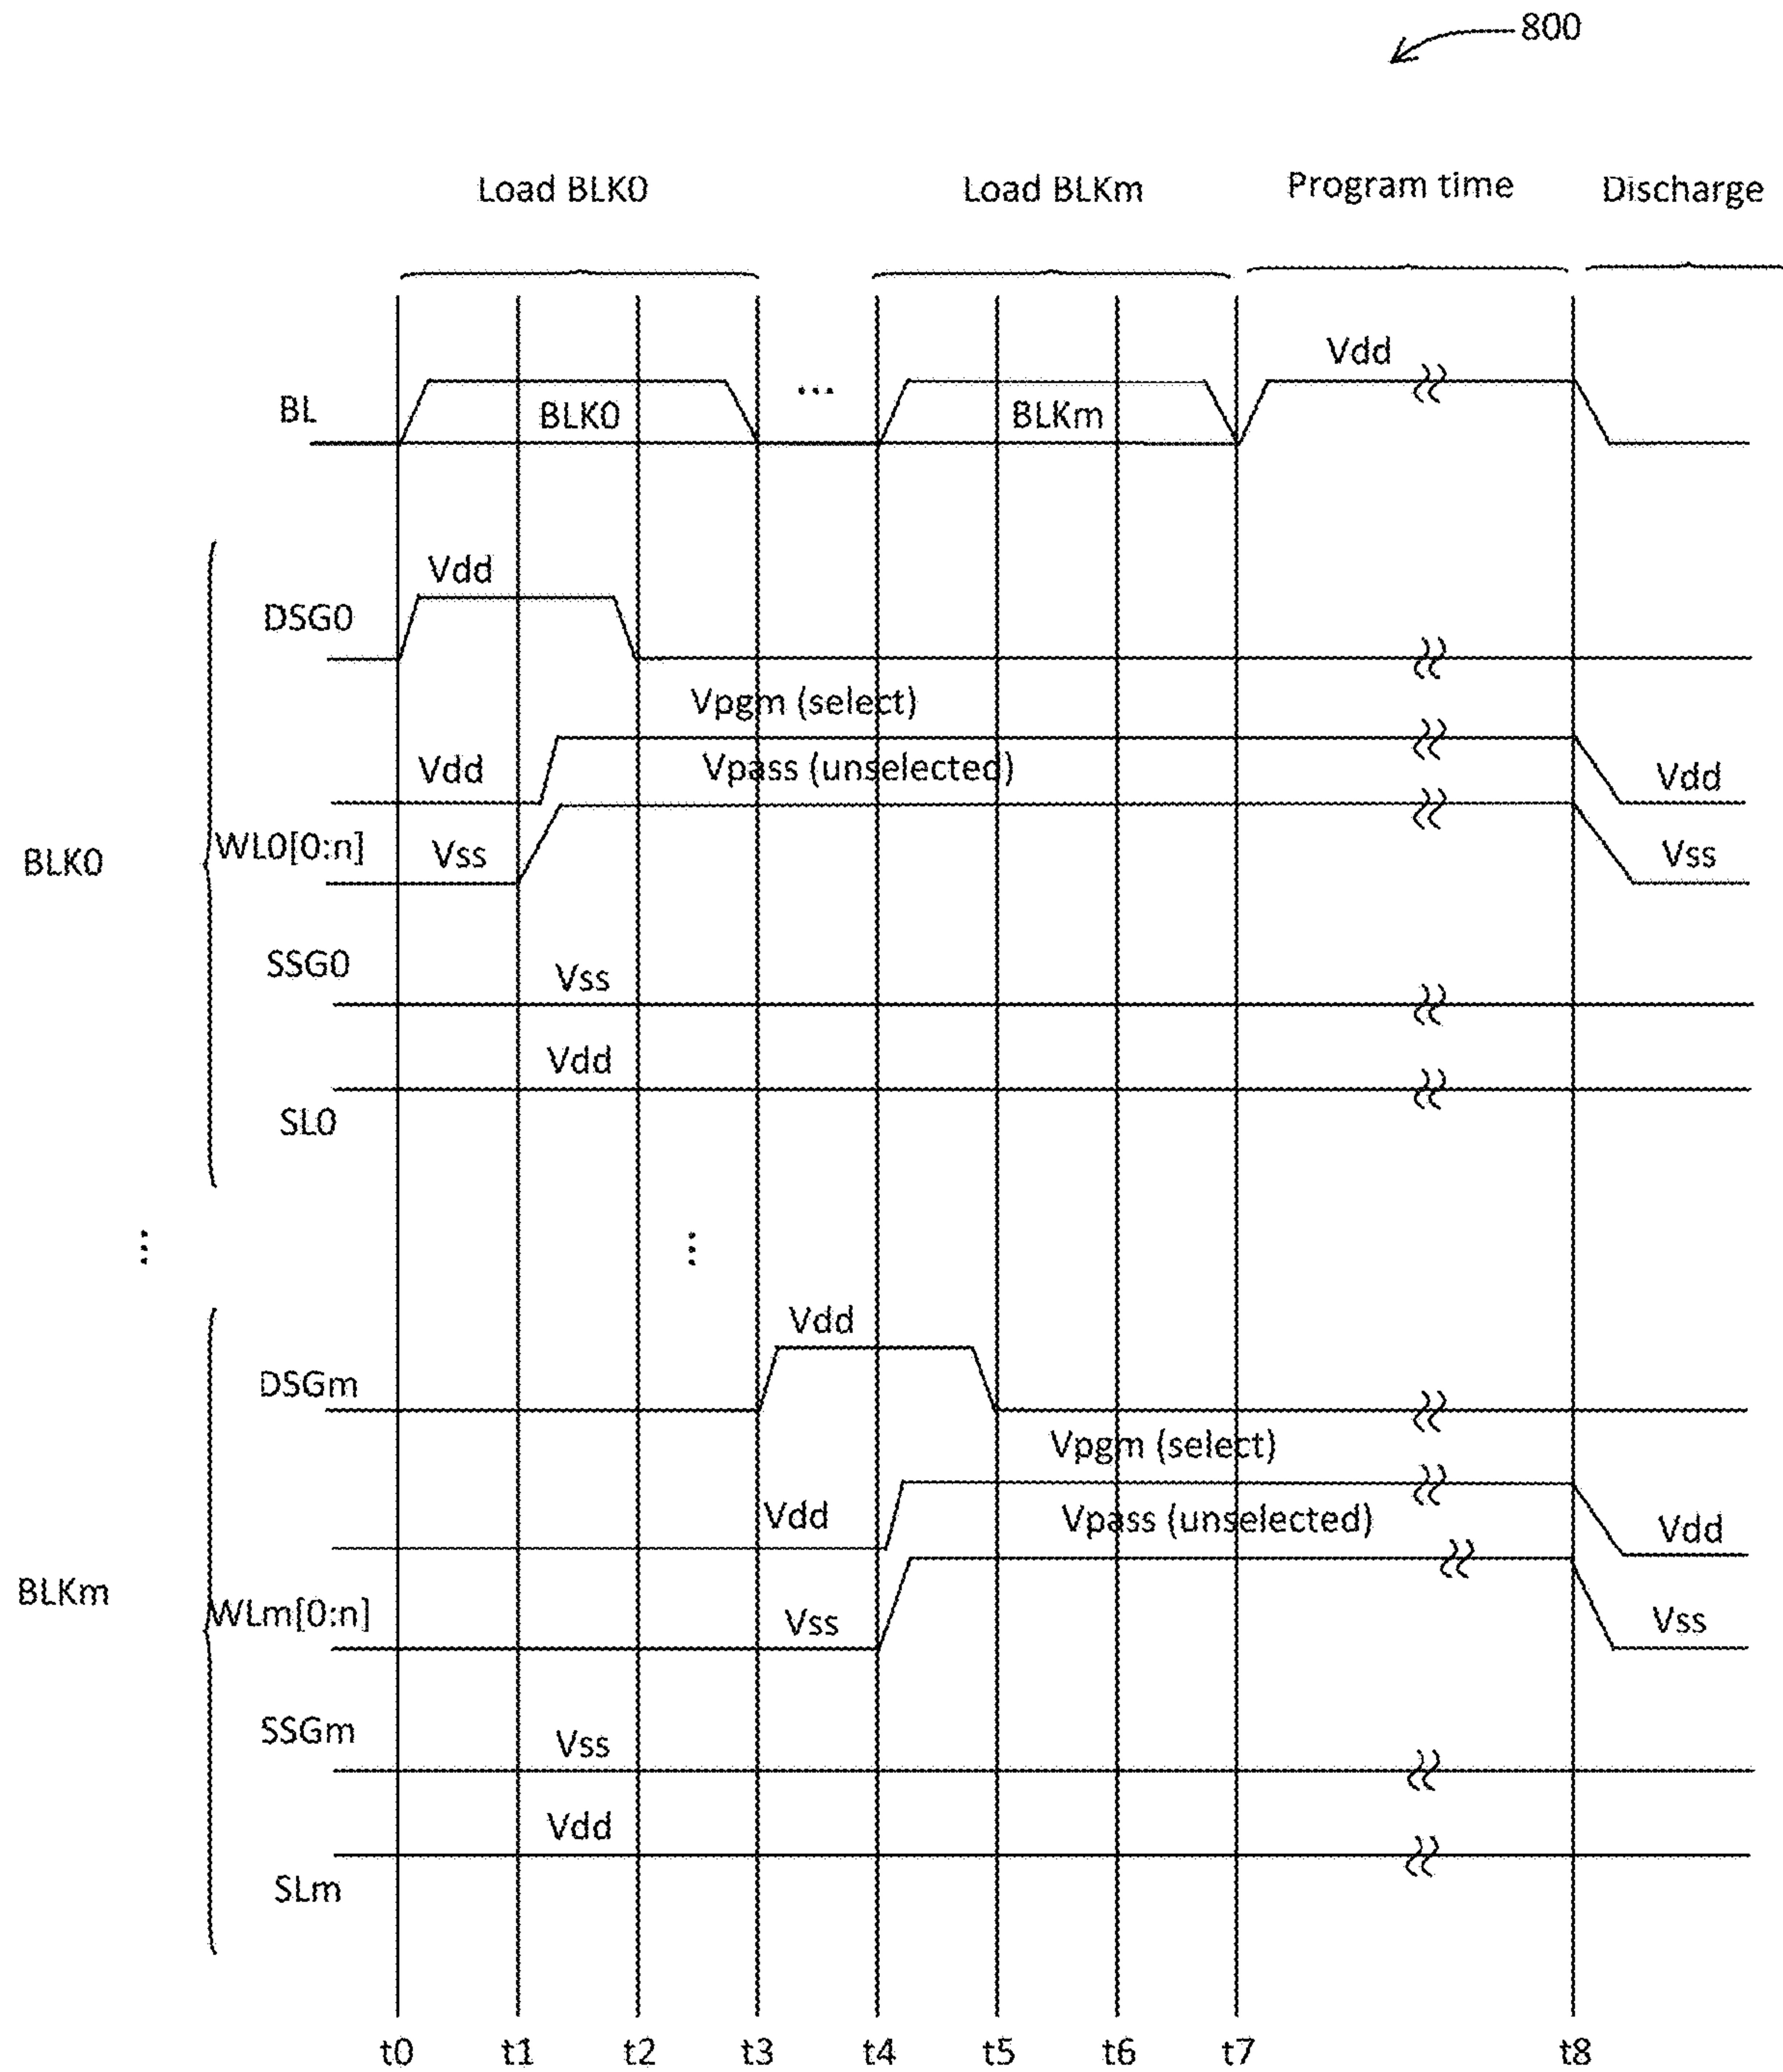 800
Load BLK0 Load BLKm Program time Discharge
Vdd
BL BLK0 ... BLKm
Vdd
DSG0
Vpgm (select)
Vdd Vpass (unselected) Vdd
BLK0 WL0[0:n] Vss Vss
SSG0 Vss
Vdd
SL0
... ...
Vdd
DSGm
Vpgm (select)
Vdd Vpass (unselected) Vdd
BLKm WLm[0:n] Vss Vss
SSGm Vss
Vdd
SLm
t0 t1 t2 t3 t4 t5 t6 t7 t8